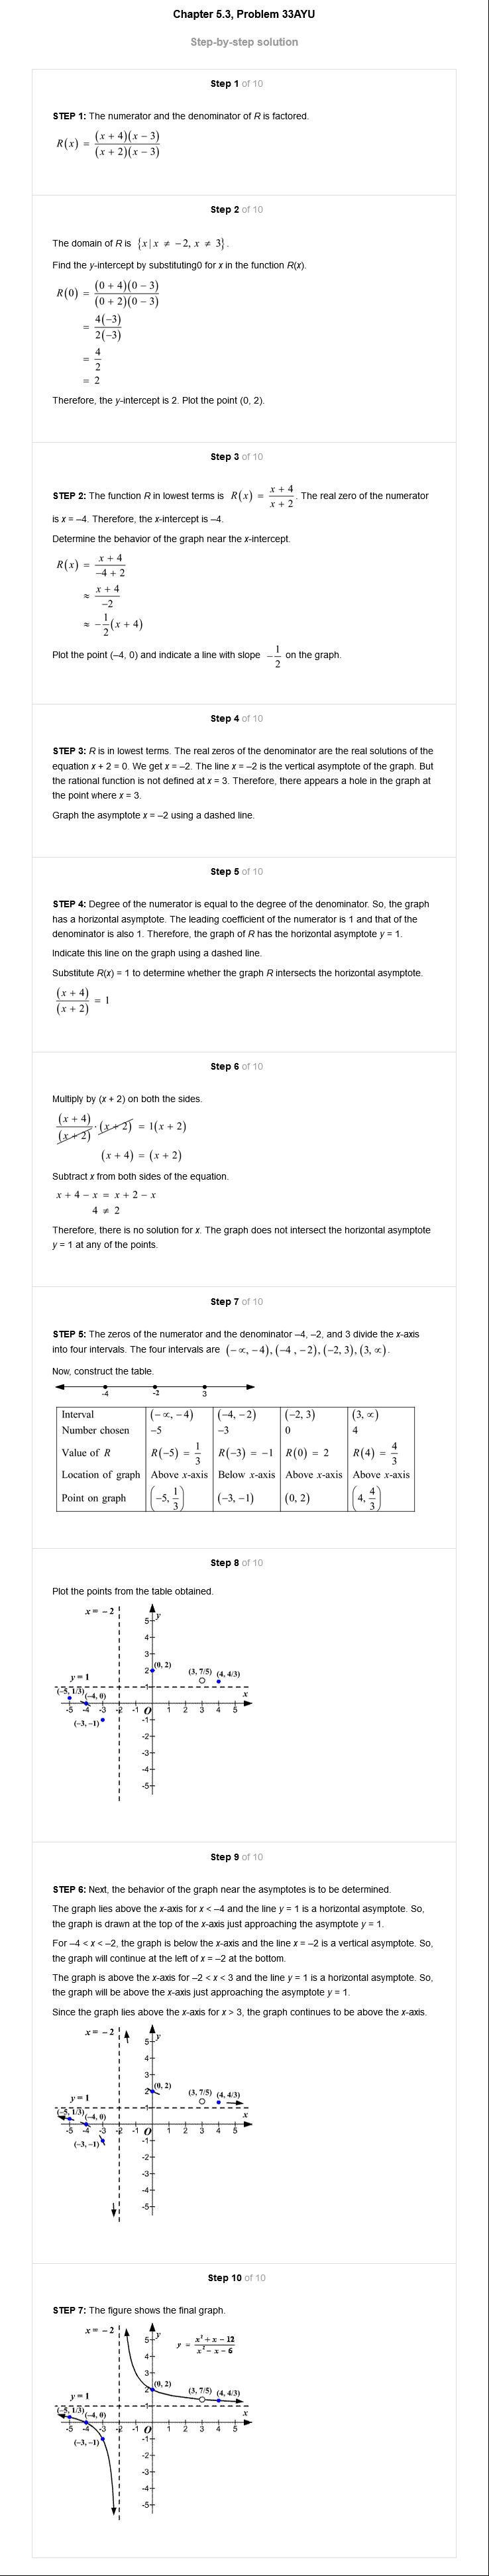 Chapter 5.3, Problem 33AYU
Step-by-step solution
Step 1 of 10
STEP 1: The numerator and the denominator of R is factored.
R(x) = (x + 4)(x − 3) / (x + 2)(x − 3)
Step 2 of 10
The domain of R is {x | x ≠ −2, x ≠ 3}.
Find the y-intercept by substituting0 for x in the function R(x).
R(0) = (0 + 4)(0 − 3) / (0 + 2)(0 − 3)
= 4(−3) / 2(−3)
= 4/2
= 2
Therefore, the y-intercept is 2. Plot the point (0, 2).
Step 3 of 10
STEP 2: The function R in lowest terms is R(x) = (x + 4)/(x + 2). The real zero of the numerator
is x = –4. Therefore, the x-intercept is –4.
Determine the behavior of the graph near the x-intercept.
R(x) = (x + 4)/(−4 + 2)
≈ (x + 4)/−2
≈ −1/2(x + 4)
Plot the point (–4, 0) and indicate a line with slope −1/2 on the graph.
Step 4 of 10
STEP 3: R is in lowest terms. The real zeros of the denominator are the real solutions of the
equation x + 2 = 0. We get x = –2. The line x = –2 is the vertical asymptote of the graph. But
the rational function is not defined at x = 3. Therefore, there appears a hole in the graph at
the point where x = 3.
Graph the asymptote x = –2 using a dashed line.
Step 5 of 10
STEP 4: Degree of the numerator is equal to the degree of the denominator. So, the graph
has a horizontal asymptote. The leading coefficient of the numerator is 1 and that of the
denominator is also 1. Therefore, the graph of R has the horizontal asymptote y = 1.
Indicate this line on the graph using a dashed line.
Substitute R(x) = 1 to determine whether the graph R intersects the horizontal asymptote.
(x + 4)/(x + 2) = 1
Step 6 of 10
Multiply by (x + 2) on both the sides.
(x + 4)/(x + 2) · (x + 2) = 1(x + 2)
(x + 4) = (x + 2)
Subtract x from both sides of the equation.
x + 4 − x = x + 2 − x
4 ≠ 2
Therefore, there is no solution for x. The graph does not intersect the horizontal asymptote
y = 1 at any of the points.
Step 7 of 10
STEP 5: The zeros of the numerator and the denominator –4, –2, and 3 divide the x-axis
into four intervals. The four intervals are (−∞, −4), (−4, −2), (−2, 3), (3, ∞).
Now, construct the table.
-4 -2 3
Interval (−∞, −4) (−4, −2) (−2, 3) (3, ∞)
Number chosen −5 −3 0 4
Value of R R(−5) = 1/3 R(−3) = −1 R(0) = 2 R(4) = 4/3
Location of graph Above x-axis Below x-axis Above x-axis Above x-axis
Point on graph (−5, 1/3) (−3, −1) (0, 2) (4, 4/3)
Step 8 of 10
Plot the points from the table obtained.
x = − 2
y
5
4
3
2 (0, 2)
(3, 7/5) (4, 4/3)
y = 1
1
(−5, 1/3) (−4, 0)
x
-5 -4 -3 -2 -1 O 1 2 3 4 5
(−3, −1)
-1
-2
-3
-4
-5
Step 9 of 10
STEP 6: Next, the behavior of the graph near the asymptotes is to be determined.
The graph lies above the x-axis for x < –4 and the line y = 1 is a horizontal asymptote. So,
the graph is drawn at the top of the x-axis just approaching the asymptote y = 1.
For –4 < x < –2, the graph is below the x-axis and the line x = –2 is a vertical asymptote. So,
the graph will continue at the left of x = –2 at the bottom.
The graph is above the x-axis for –2 < x < 3 and the line y = 1 is a horizontal asymptote. So,
the graph will be above the x-axis just approaching the asymptote y = 1.
Since the graph lies above the x-axis for x > 3, the graph continues to be above the x-axis.
x = − 2
y
5
4
3
2 (0, 2)
(3, 7/5) (4, 4/3)
y = 1
1
(−5, 1/3) (−4, 0)
x
-5 -4 -3 -2 -1 O 1 2 3 4 5
(−3, −1)
-1
-2
-3
-4
-5
Step 10 of 10
STEP 7: The figure shows the final graph.
x = − 2
y
y = (x² + x − 12)/(x² − x − 6)
5
4
3
2 (0, 2)
(3, 7/5) (4, 4/3)
y = 1
1
(−5, 1/3) (−4, 0)
x
-5 -4 -3 -2 -1 O 1 2 3 4 5
(−3, −1)
-1
-2
-3
-4
-5